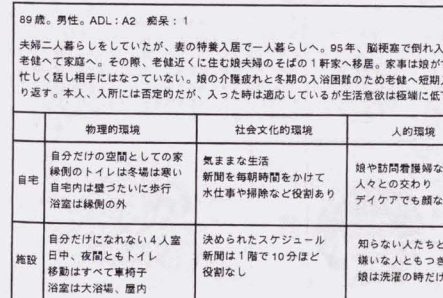 89歳。男性。ADL：A2　痴呆：1
夫婦二人暮らしをしていたが、妻の特養入居で一人暮らしへ。95年、脳梗塞で倒れ入
老健へて家庭へ。その際、老健近くに住む娘夫婦のそばの1軒家へ移居。家事は娘が
忙しく話し相手にはなっていない。娘の介護疲れと冬期の入浴困難のため老健へ短期
り返す。本人、入所には否定的だが、入った時は適応しているが生活意欲は極端に低
物理的環境
社会文化的環境
人的環境
自宅
自分だけの空間としての家
縁側のトイレは冬場は寒い
自宅内は壁づたいに歩行
浴室は縁側の外
気ままな生活
新聞を毎朝時間をかけて
水仕事や掃除など役割あり
娘や訪問看護婦な
人々との交わり
デイケアでも顔な
施設
自分だけになれない4人室
日中、夜間ともトイレ
移動はすべて車椅子
浴室は大浴場、屋内
決められたスケジュール
新聞は1階で10分ほど
役割なし
知らない人たちと
嫌いな人ともつき
娘は洗濯の時だけ